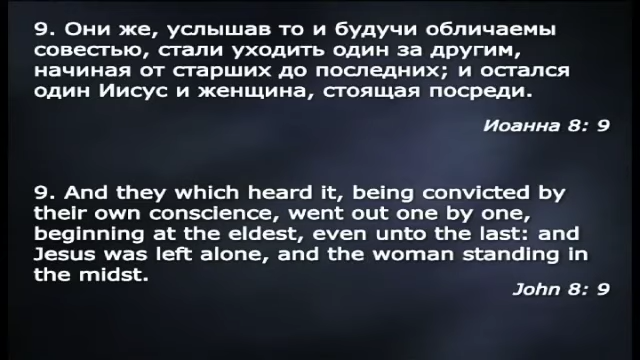 9. Они же, услышав то и будучи обличаемы
совестью, стали уходить один за другим,
начиная от старших до последних; и остался
один Иисус и женщина, стоящая посреди.
Иоанна 8: 9
9. And they which heard it, being convicted by
their own conscience, went out one by one,
beginning at the eldest, even unto the last: and
Jesus was left alone, and the woman standing in
the midst.
John 8: 9